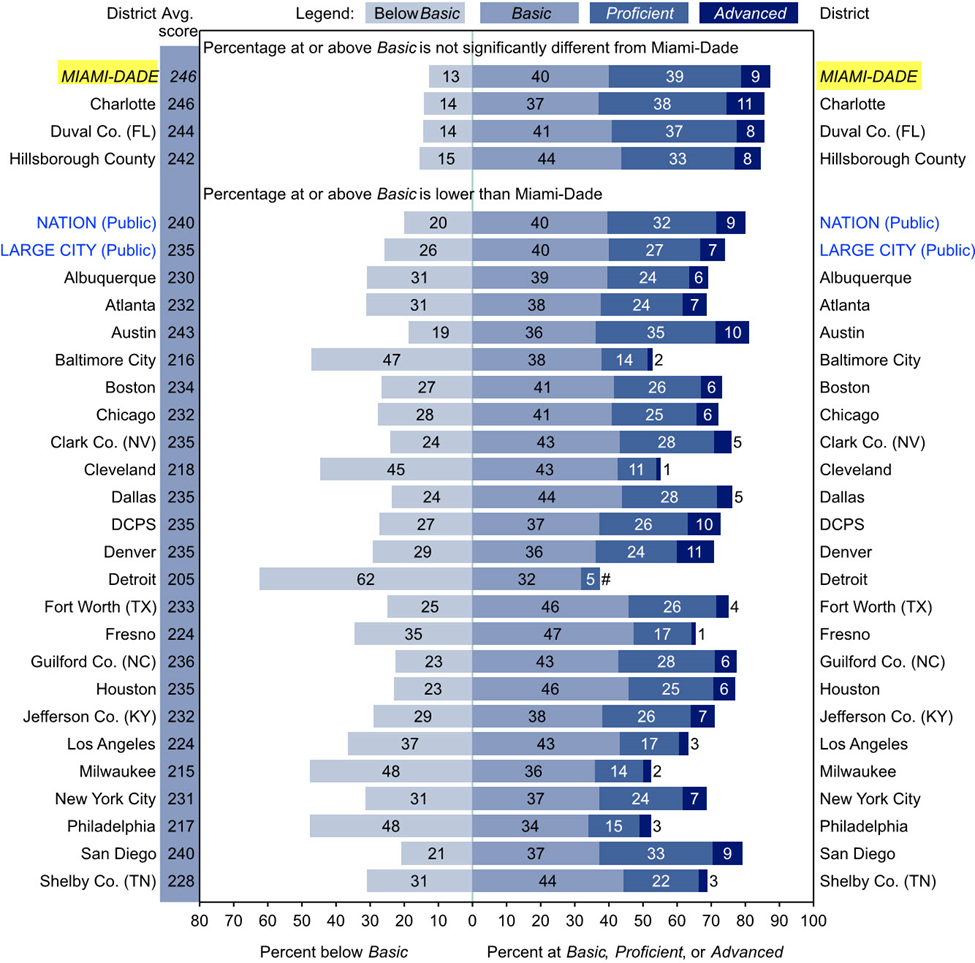 District Avg. score Legend: Below Basic Basic Proficient Advanced District
Percentage at or above Basic is not significantly different from Miami-Dade
MIAMI-DADE 246 13 40 39 9 MIAMI-DADE
Charlotte 246 14 37 38 11 Charlotte
Duval Co. (FL) 244 14 41 37 8 Duval Co. (FL)
Hillsborough County 242 15 44 33 8 Hillsborough County
Percentage at or above Basic is lower than Miami-Dade
NATION (Public) 240 20 40 32 9 NATION (Public)
LARGE CITY (Public) 235 26 40 27 7 LARGE CITY (Public)
Albuquerque 230 31 39 24 6 Albuquerque
Atlanta 232 31 38 24 7 Atlanta
Austin 243 19 36 35 10 Austin
Baltimore City 216 47 38 14 2 Baltimore City
Boston 234 27 41 26 6 Boston
Chicago 232 28 41 25 6 Chicago
Clark Co. (NV) 235 24 43 28 5 Clark Co. (NV)
Cleveland 218 45 43 11 1 Cleveland
Dallas 235 24 44 28 5 Dallas
DCPS 235 27 37 26 10 DCPS
Denver 235 29 36 24 11 Denver
Detroit 205 62 32 5 # Detroit
Fort Worth (TX) 233 25 46 26 4 Fort Worth (TX)
Fresno 224 35 47 17 1 Fresno
Guilford Co. (NC) 236 23 43 28 6 Guilford Co. (NC)
Houston 235 23 46 25 6 Houston
Jefferson Co. (KY) 232 29 38 26 7 Jefferson Co. (KY)
Los Angeles 224 37 43 17 3 Los Angeles
Milwaukee 215 48 36 14 2 Milwaukee
New York City 231 31 37 24 7 New York City
Philadelphia 217 48 34 15 3 Philadelphia
San Diego 240 21 37 33 9 San Diego
Shelby Co. (TN) 228 31 44 22 3 Shelby Co. (TN)
80 70 60 50 40 30 20 10 0 10 20 30 40 50 60 70 80 90 100
Percent below Basic Percent at Basic, Proficient, or Advanced